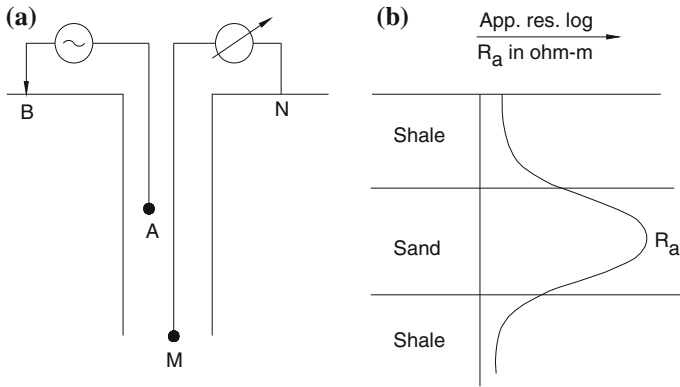 (a)
B
N
A
M
(b)
App. res. log
Ra in ohm-m
Shale
Sand
Ra
Shale